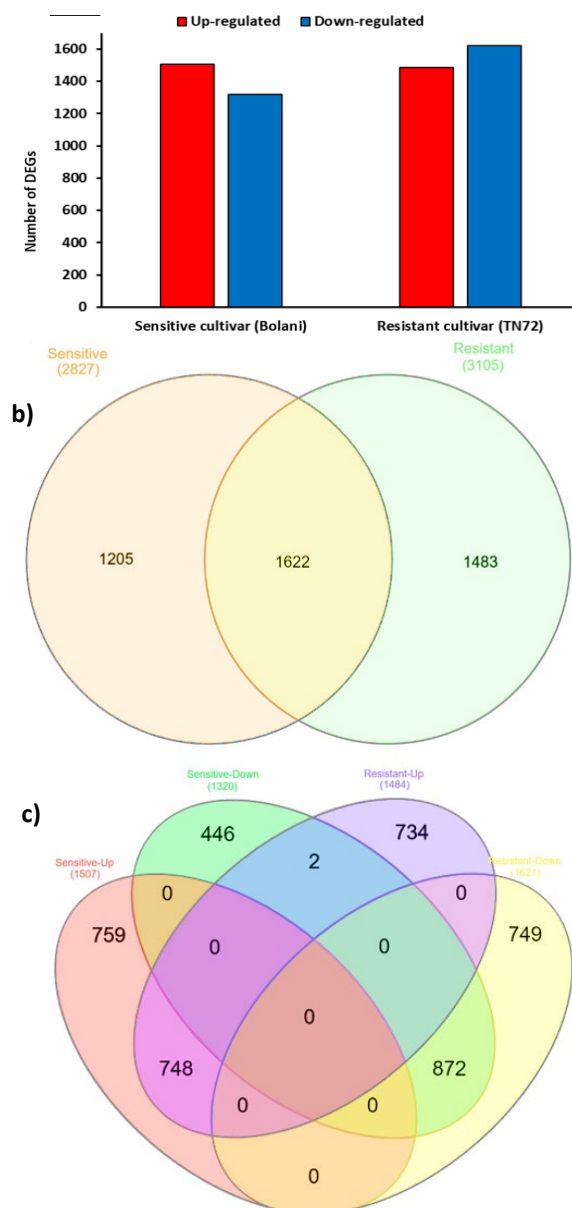 Up-regulated Down-regulated
1600
1400
1200
1000
800
600
400
200
0
Number of DEGs
Sensitive cultivar (Bolani) Resistant cultivar (TN72)
b)
Sensitive
(2827)
Resistant
(3105)
1205 1622 1483
c)
Sensitive-Down
(1320)
Resistant-Up
(1484)
Sensitive-Up
(1507)
Resistant-Down
(1621)
446 2 734
0 0
759 0 0 749
0
748 872
0 0
0